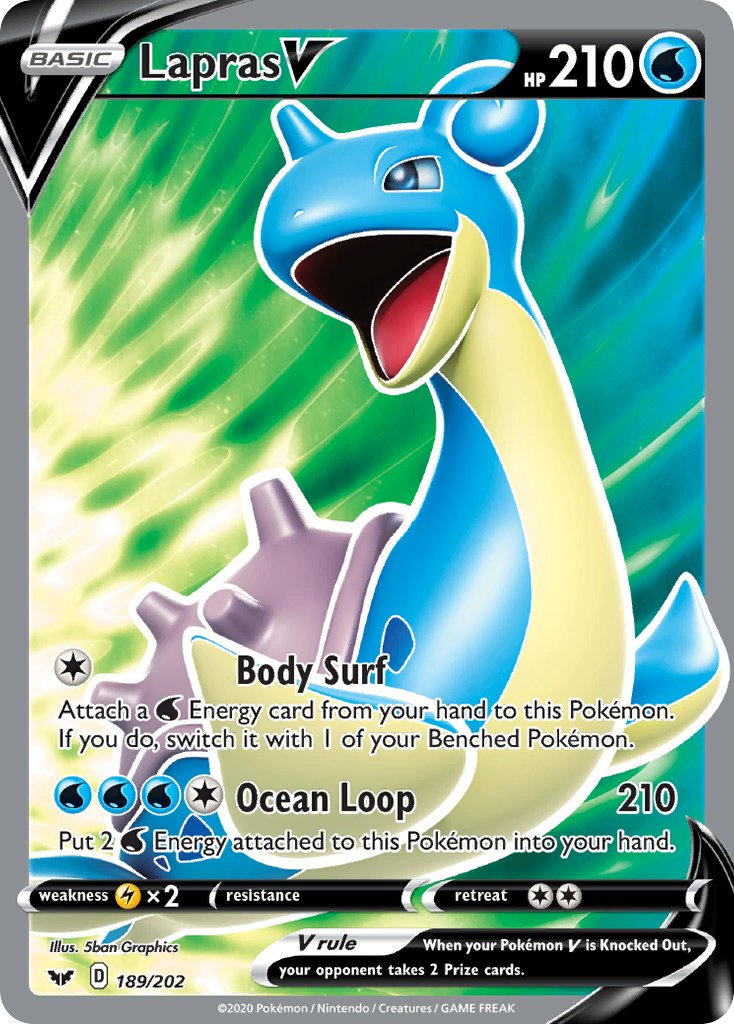 BASIC Lapras V HP 210
Body Surf
Attach a Energy card from your hand to this Pokémon.
If you do, switch it with 1 of your Benched Pokémon.
Ocean Loop 210
Put 2 Energy attached to this Pokémon into your hand.
weakness ×2 resistance retreat
Illus. 5ban Graphics
V rule When your Pokémon V is Knocked Out,
your opponent takes 2 Prize cards.
D 189/202
©2020 Pokémon / Nintendo / Creatures / GAME FREAK